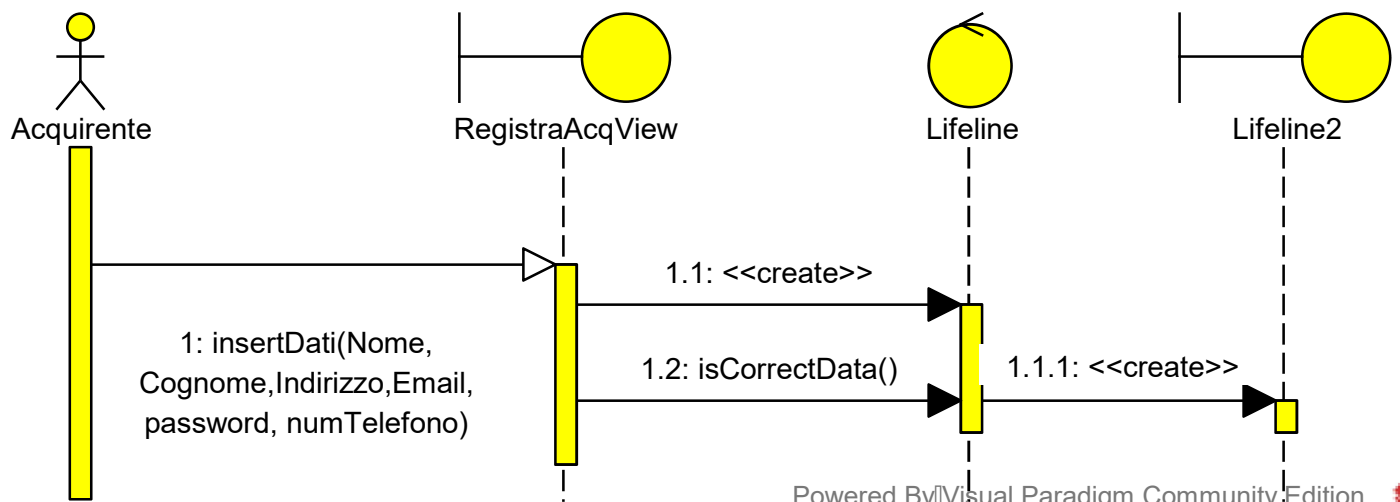 Acquirente
RegistraAcqView
Lifeline
Lifeline2
1.1: <<create>>
1: insertDati(Nome,
Cognome,Indirizzo,Email,
password, numTelefono)
1.2: isCorrectData()
1.1.1: <<create>>
Powered By Visual Paradigm Community Edition